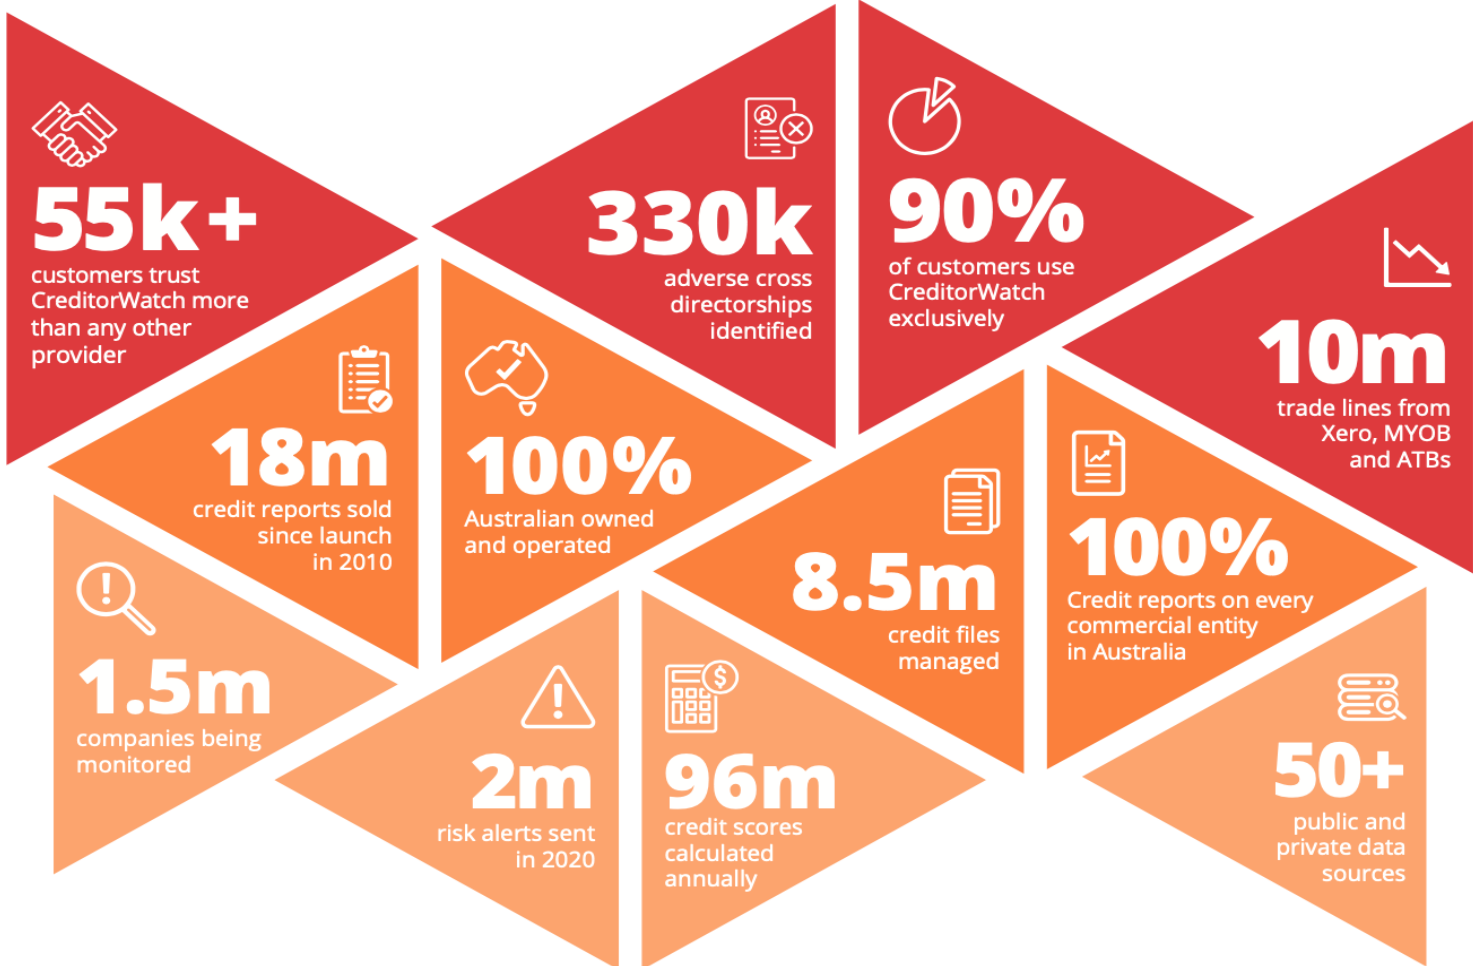 55k+
customers trust
CreditorWatch more
than any other
provider
330k
adverse cross
directorships
identified
90%
of customers use
CreditorWatch
exclusively
10m
trade lines from
Xero, MYOB
and ATBs
18m
credit reports sold
since launch
in 2010
100%
Australian owned
and operated
8.5m
credit files
managed
100%
Credit reports on every
commercial entity
in Australia
1.5m
companies being
monitored
2m
risk alerts sent
in 2020
96m
credit scores
calculated
annually
50+
public and
private data
sources